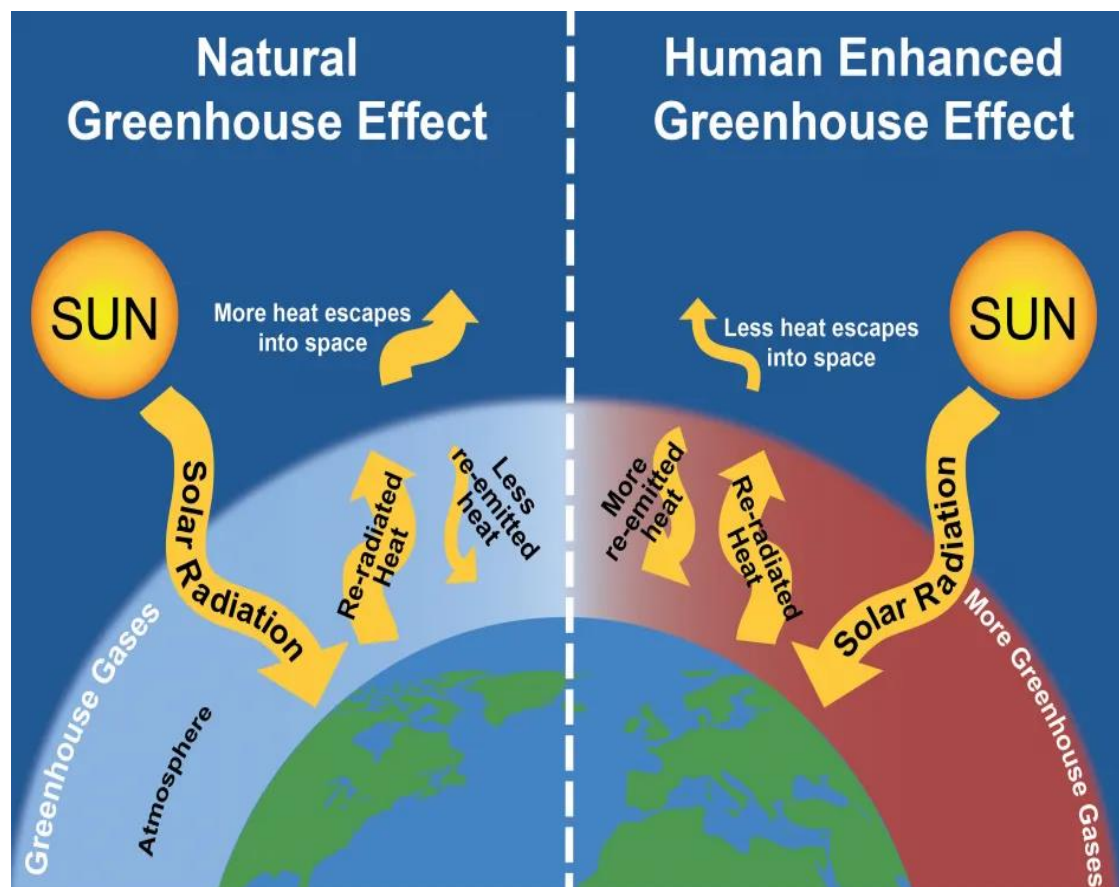 Natural
Greenhouse Effect
SUN
More heat escapes
into space
Solar Radiation
Re-radiated
Heat
Less
re-emitted
heat
Greenhouse Gases
Atmosphere
Human Enhanced
Greenhouse Effect
SUN
Less heat escapes
into space
More
re-emitted
heat
Re-radiated
Heat
Solar Radiation
More Greenhouse Gases